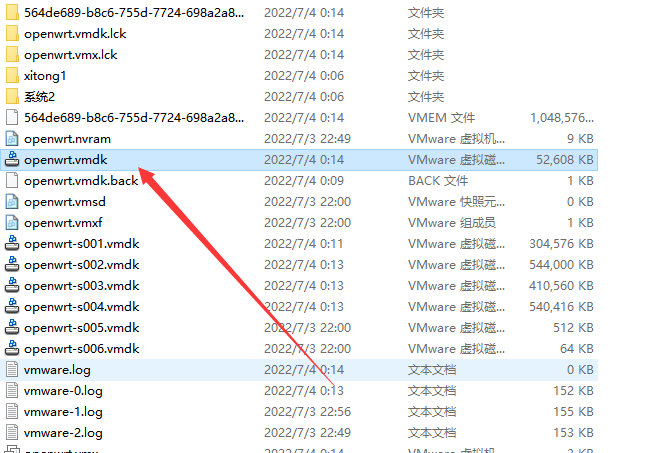 564de689-b8c6-755d-7724-698a2a8... 2022/7/4 0:14 文件夹
openwrt.vmdk.lck 2022/7/4 0:14 文件夹
openwrt.vmx.lck 2022/7/4 0:14 文件夹
xitong1 2022/7/4 0:06 文件夹
系统2 2022/7/4 0:06 文件夹
564de689-b8c6-755d-7724-698a2a8... 2022/7/4 0:14 VMEM 文件 1,048,576...
openwrt.nvram 2022/7/3 22:49 VMware 虚拟机... 9 KB
openwrt.vmdk 2022/7/4 0:14 VMware 虚拟磁... 52,608 KB
openwrt.vmdk.back 2022/7/4 0:09 BACK 文件 1 KB
openwrt.vmsd 2022/7/3 22:00 VMware 快照元... 0 KB
openwrt.vmxf 2022/7/3 22:00 VMware 组成员 1 KB
openwrt-s001.vmdk 2022/7/4 0:11 VMware 虚拟磁... 304,576 KB
openwrt-s002.vmdk 2022/7/4 0:13 VMware 虚拟磁... 544,000 KB
openwrt-s003.vmdk 2022/7/4 0:13 VMware 虚拟磁... 410,560 KB
openwrt-s004.vmdk 2022/7/4 0:13 VMware 虚拟磁... 540,416 KB
openwrt-s005.vmdk 2022/7/3 22:00 VMware 虚拟磁... 512 KB
openwrt-s006.vmdk 2022/7/3 22:00 VMware 虚拟磁... 64 KB
vmware.log 2022/7/4 0:14 文本文档 0 KB
vmware-0.log 2022/7/4 0:13 文本文档 152 KB
vmware-1.log 2022/7/3 22:56 文本文档 155 KB
vmware-2.log 2022/7/3 22:49 文本文档 153 KB
openwrt.vmx 2022/7/4 0:14 VMware 虚拟机...